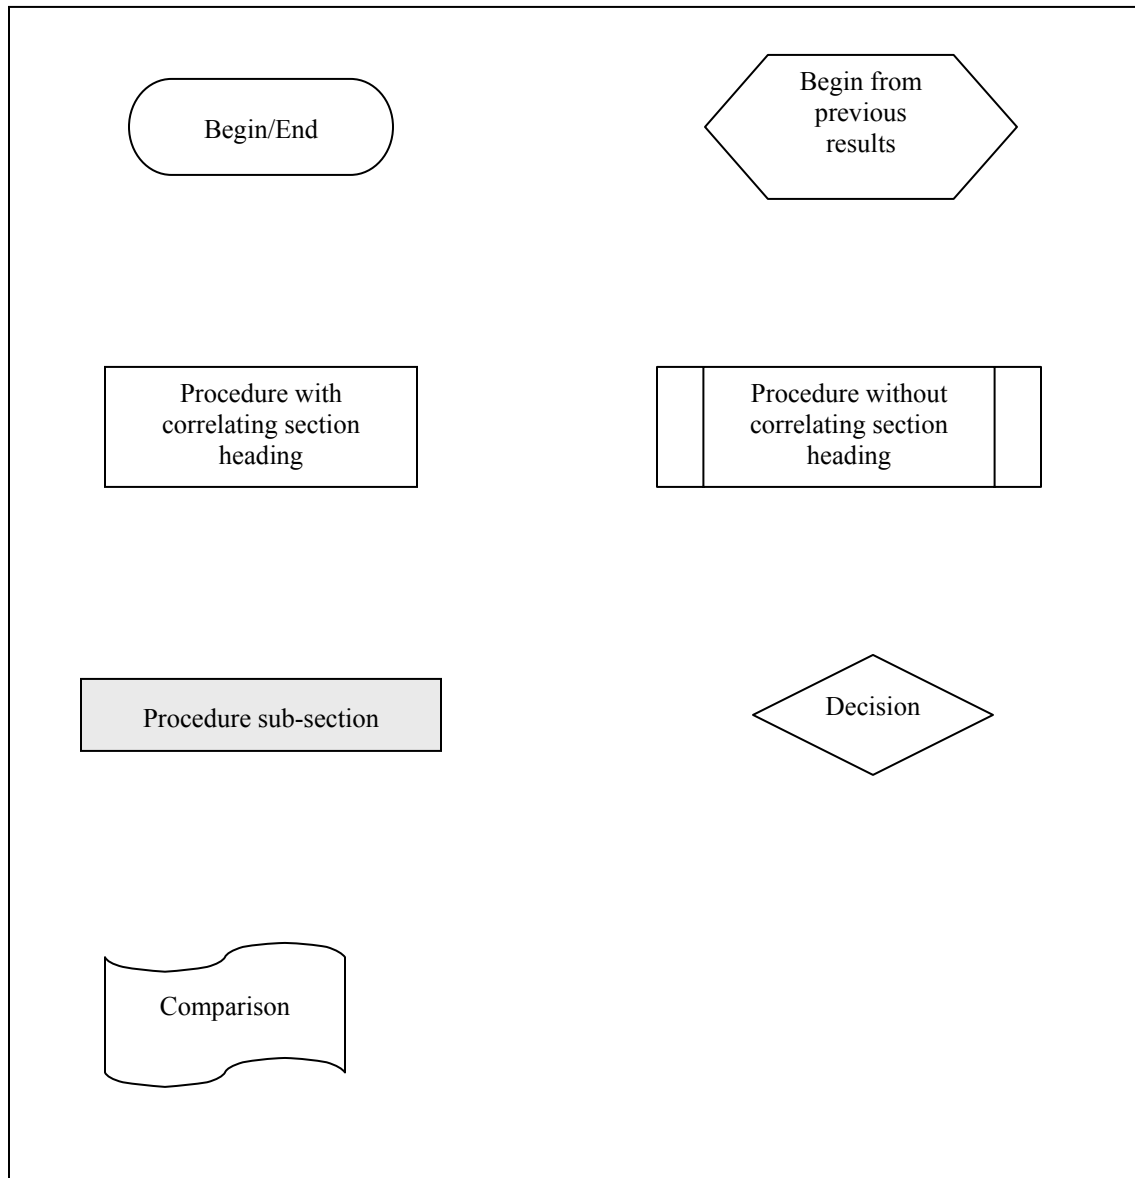 Begin/End
Begin from
previous
results
Procedure with
correlating section
heading
Procedure without
correlating section
heading
Procedure sub-section
Decision
Comparison